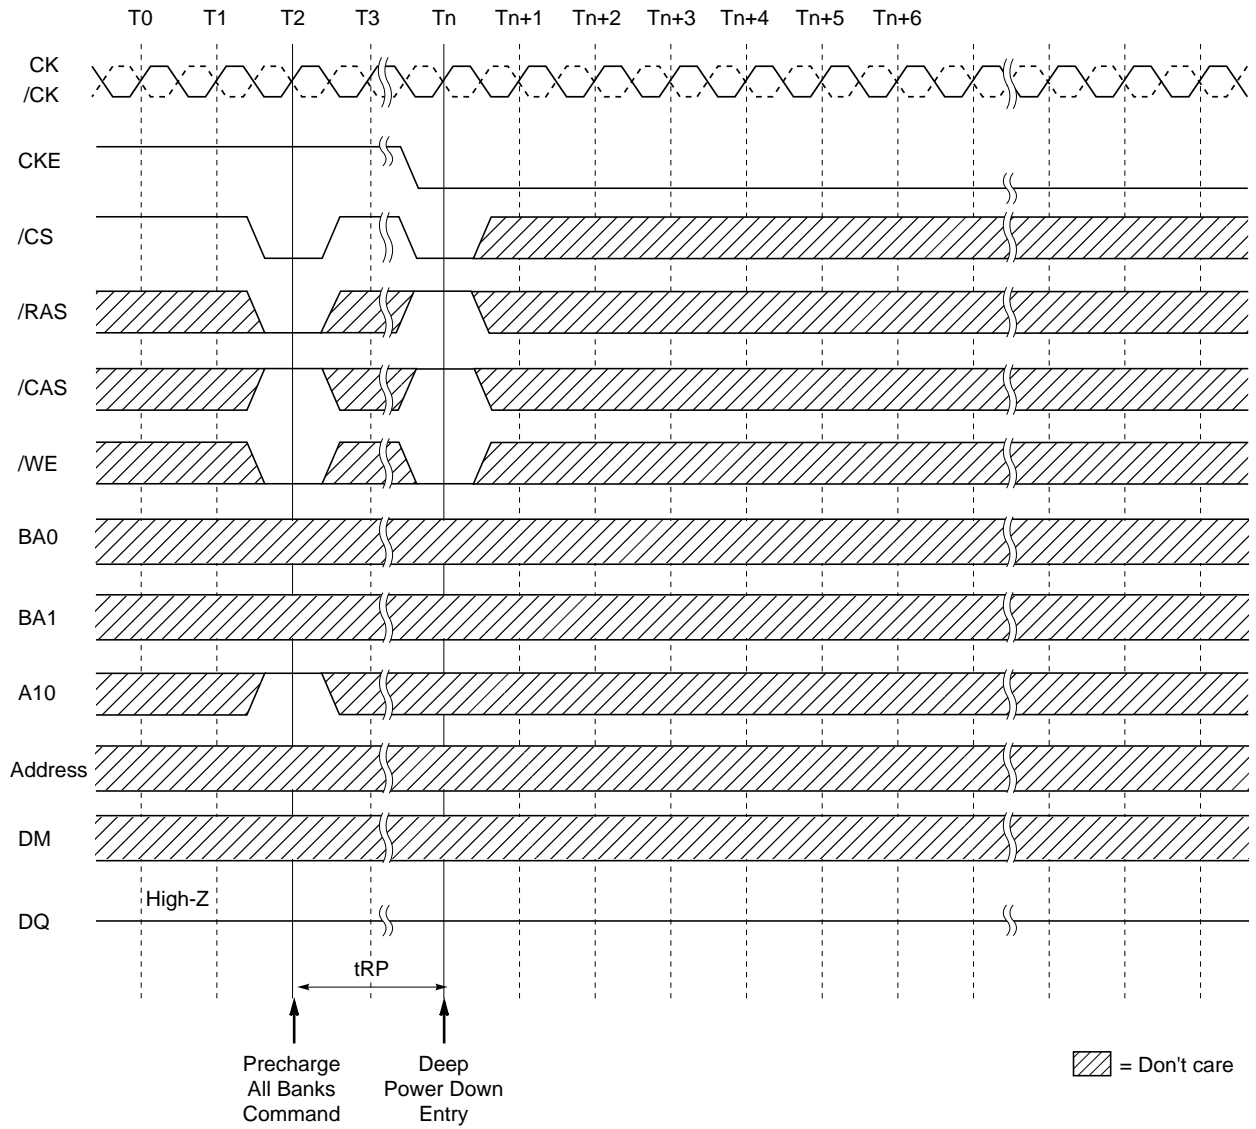 T0 T1 T2 T3 Tn Tn+1 Tn+2 Tn+3 Tn+4 Tn+5 Tn+6
CK
/CK
CKE
/CS
/RAS
/CAS
/WE
BA0
BA1
A10
Address
DM
High-Z
DQ
tRP
Precharge
All Banks
Command
Deep
Power Down
Entry
= Don't care